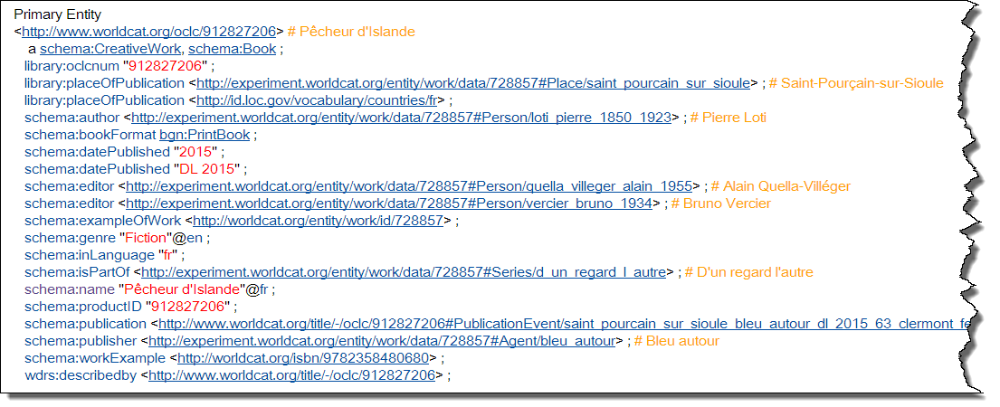 Primary Entity
<http://www.worldcat.org/oclc/912827206> # Pêcheur d'Islande
a schema:CreativeWork, schema:Book ;
library:oclcnum "912827206" ;
library:placeOfPublication <http://experiment.worldcat.org/entity/work/data/728857#Place/saint_pourcain_sur_sioule> ; # Saint-Pourçain-sur-Sioule
library:placeOfPublication <http://id.loc.gov/vocabulary/countries/fr> ;
schema:author <http://experiment.worldcat.org/entity/work/data/728857#Person/loti_pierre_1850_1923> ; # Pierre Loti
schema:bookFormat bgn:PrintBook ;
schema:datePublished "2015" ;
schema:datePublished "DL 2015" ;
schema:editor <http://experiment.worldcat.org/entity/work/data/728857#Person/quella_villeger_alain_1955> ; # Alain Quella-Villéger
schema:editor <http://experiment.worldcat.org/entity/work/data/728857#Person/vercier_bruno_1934> ; # Bruno Vercier
schema:exampleOfWork <http://worldcat.org/entity/work/id/728857> ;
schema:genre "Fiction"@en ;
schema:inLanguage "fr" ;
schema:isPartOf <http://experiment.worldcat.org/entity/work/data/728857#Series/d_un_regard_l_autre> ; # D'un regard l'autre
schema:name "Pêcheur d'Islande"@fr ;
schema:productID "912827206" ;
schema:publication <http://www.worldcat.org/title/-/oclc/912827206#PublicationEvent/saint_pourcain_sur_sioule_bleu_autour_dl_2015_63_clermont_fe
schema:publisher <http://experiment.worldcat.org/entity/work/data/728857#Agent/bleu_autour> ; # Bleu autour
schema:workExample <http://worldcat.org/isbn/9782358480680> ;
wdrs:describedby <http://www.worldcat.org/title/-/oclc/912827206> ;